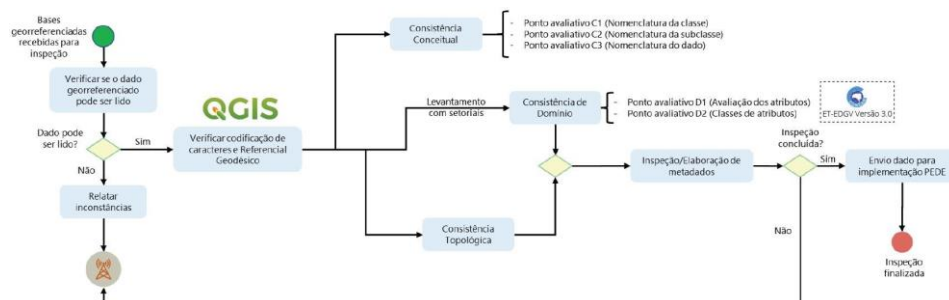 Bases
georreferenciadas
recebidas para
inspeção
Verificar se o dado
georreferenciado
pode ser lido
Dado pode
ser lido?
Sim
Não
Relatar
inconstâncias
QGIS
Verificar codificação de
caracteres e Referencial
Geodésico
Consistência
Conceitual
- Ponto avaliativo C1 (Nomenclatura da classe)
- Ponto avaliativo C2 (Nomenclatura da subclasse)
- Ponto avaliativo C3 (Nomenclatura do dado)
Levantamento
com setoriais
Consistência de
Domínio
- Ponto avaliativo D1 (Avaliação dos atributos)
- Ponto avaliativo D2 (Classes de atributos)
ET-EDGV Versão 3.0
Consistência
Topológica
Inspeção/Elaboração de
metadados
Inspeção
concluída?
Sim
Não
Envio dado para
implementação PEDE
Inspeção
finalizada